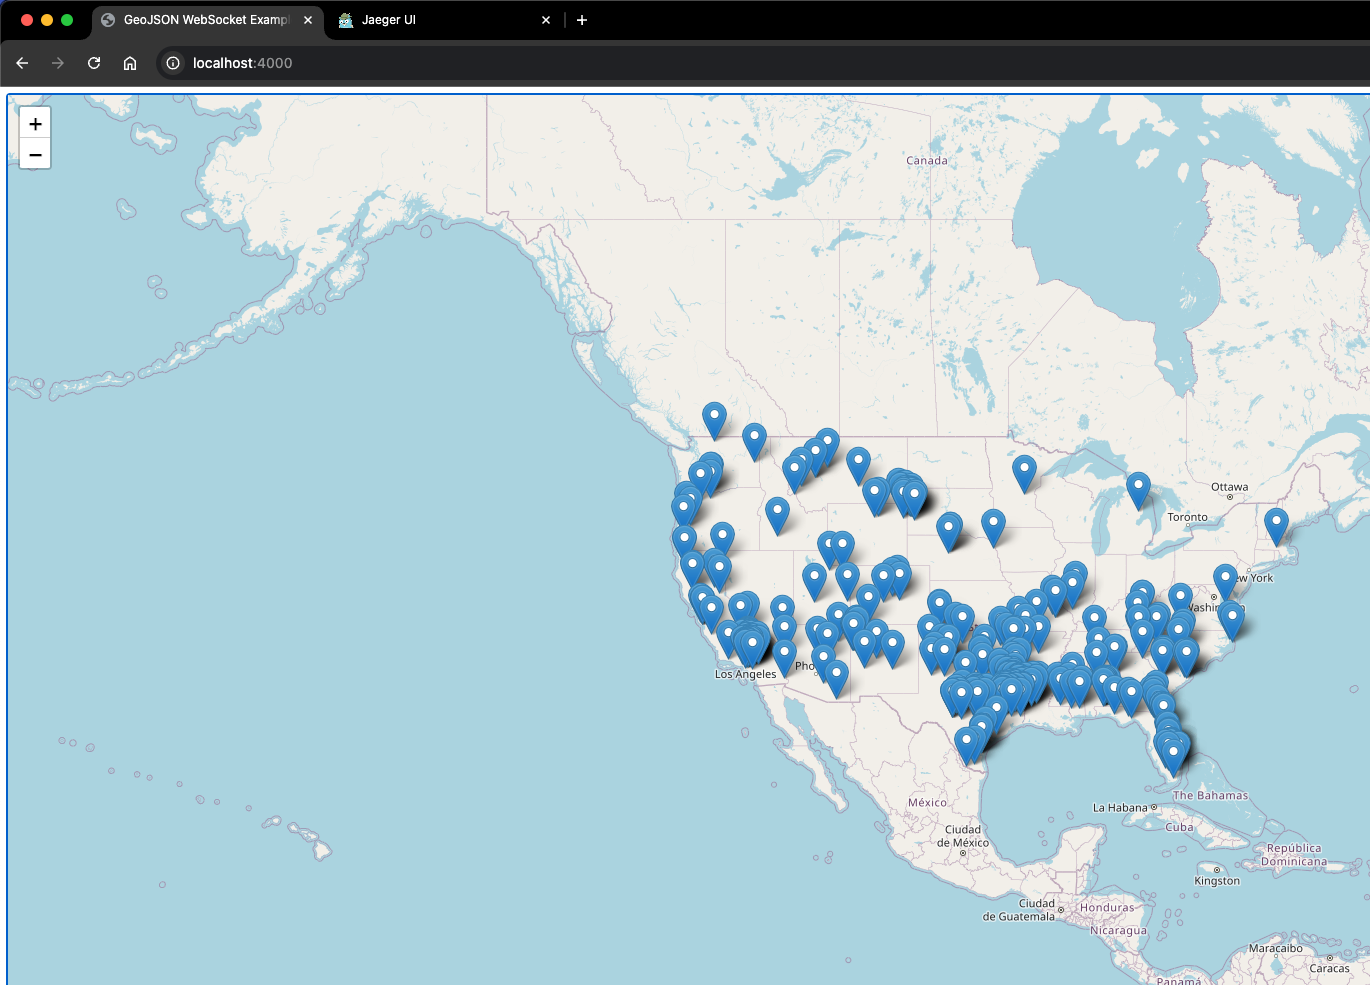 GeoJSON WebSocket Exampl
Jaeger UI
localhost:4000
+
−
Canada
Ottawa
Toronto
ew York
Washin
Los Angeles
Pho
México
Ciudad
de México
La Habana
The Bahamas
Cuba
República
Dominicana
Kingston
Ciudad
de Guatemala
Honduras
Nicaragua
Maracaibo
Caracas
Panamá